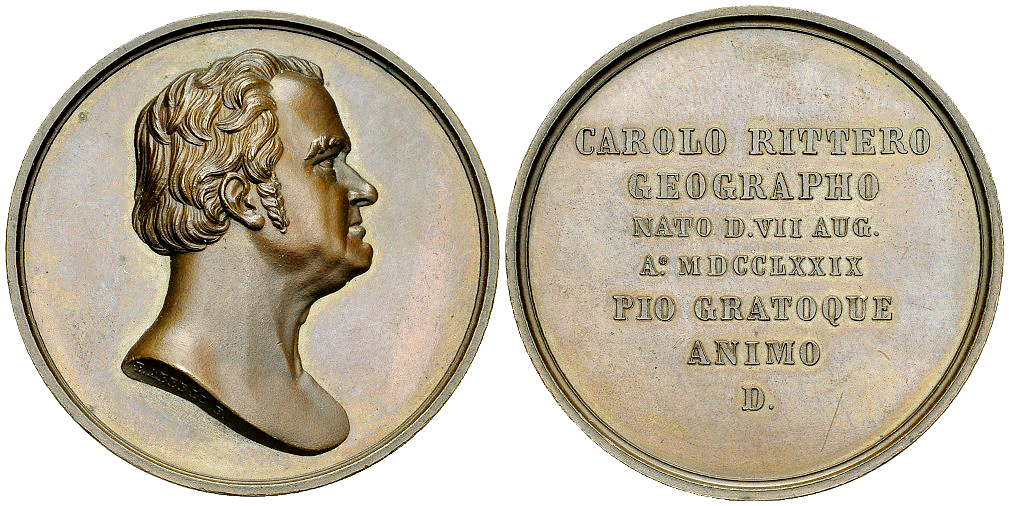 CAROLO RITTERO
GEOGRAPHO
NATO D.VII AUG.
Aº MDCCLXXIX
PIO GRATOQUE
ANIMO
D.